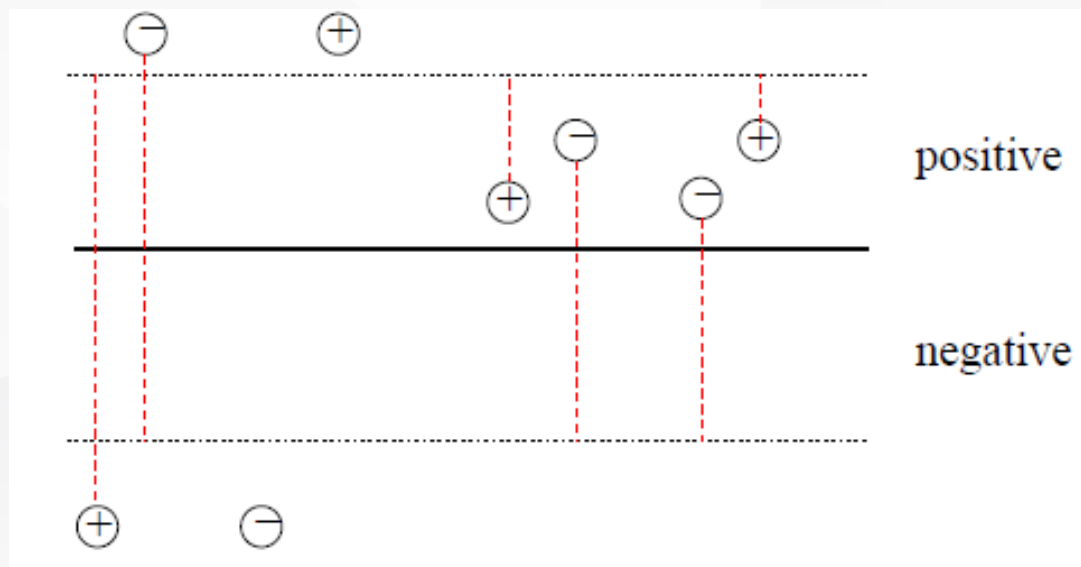 − +
− +
positive
+ −
negative
+ −